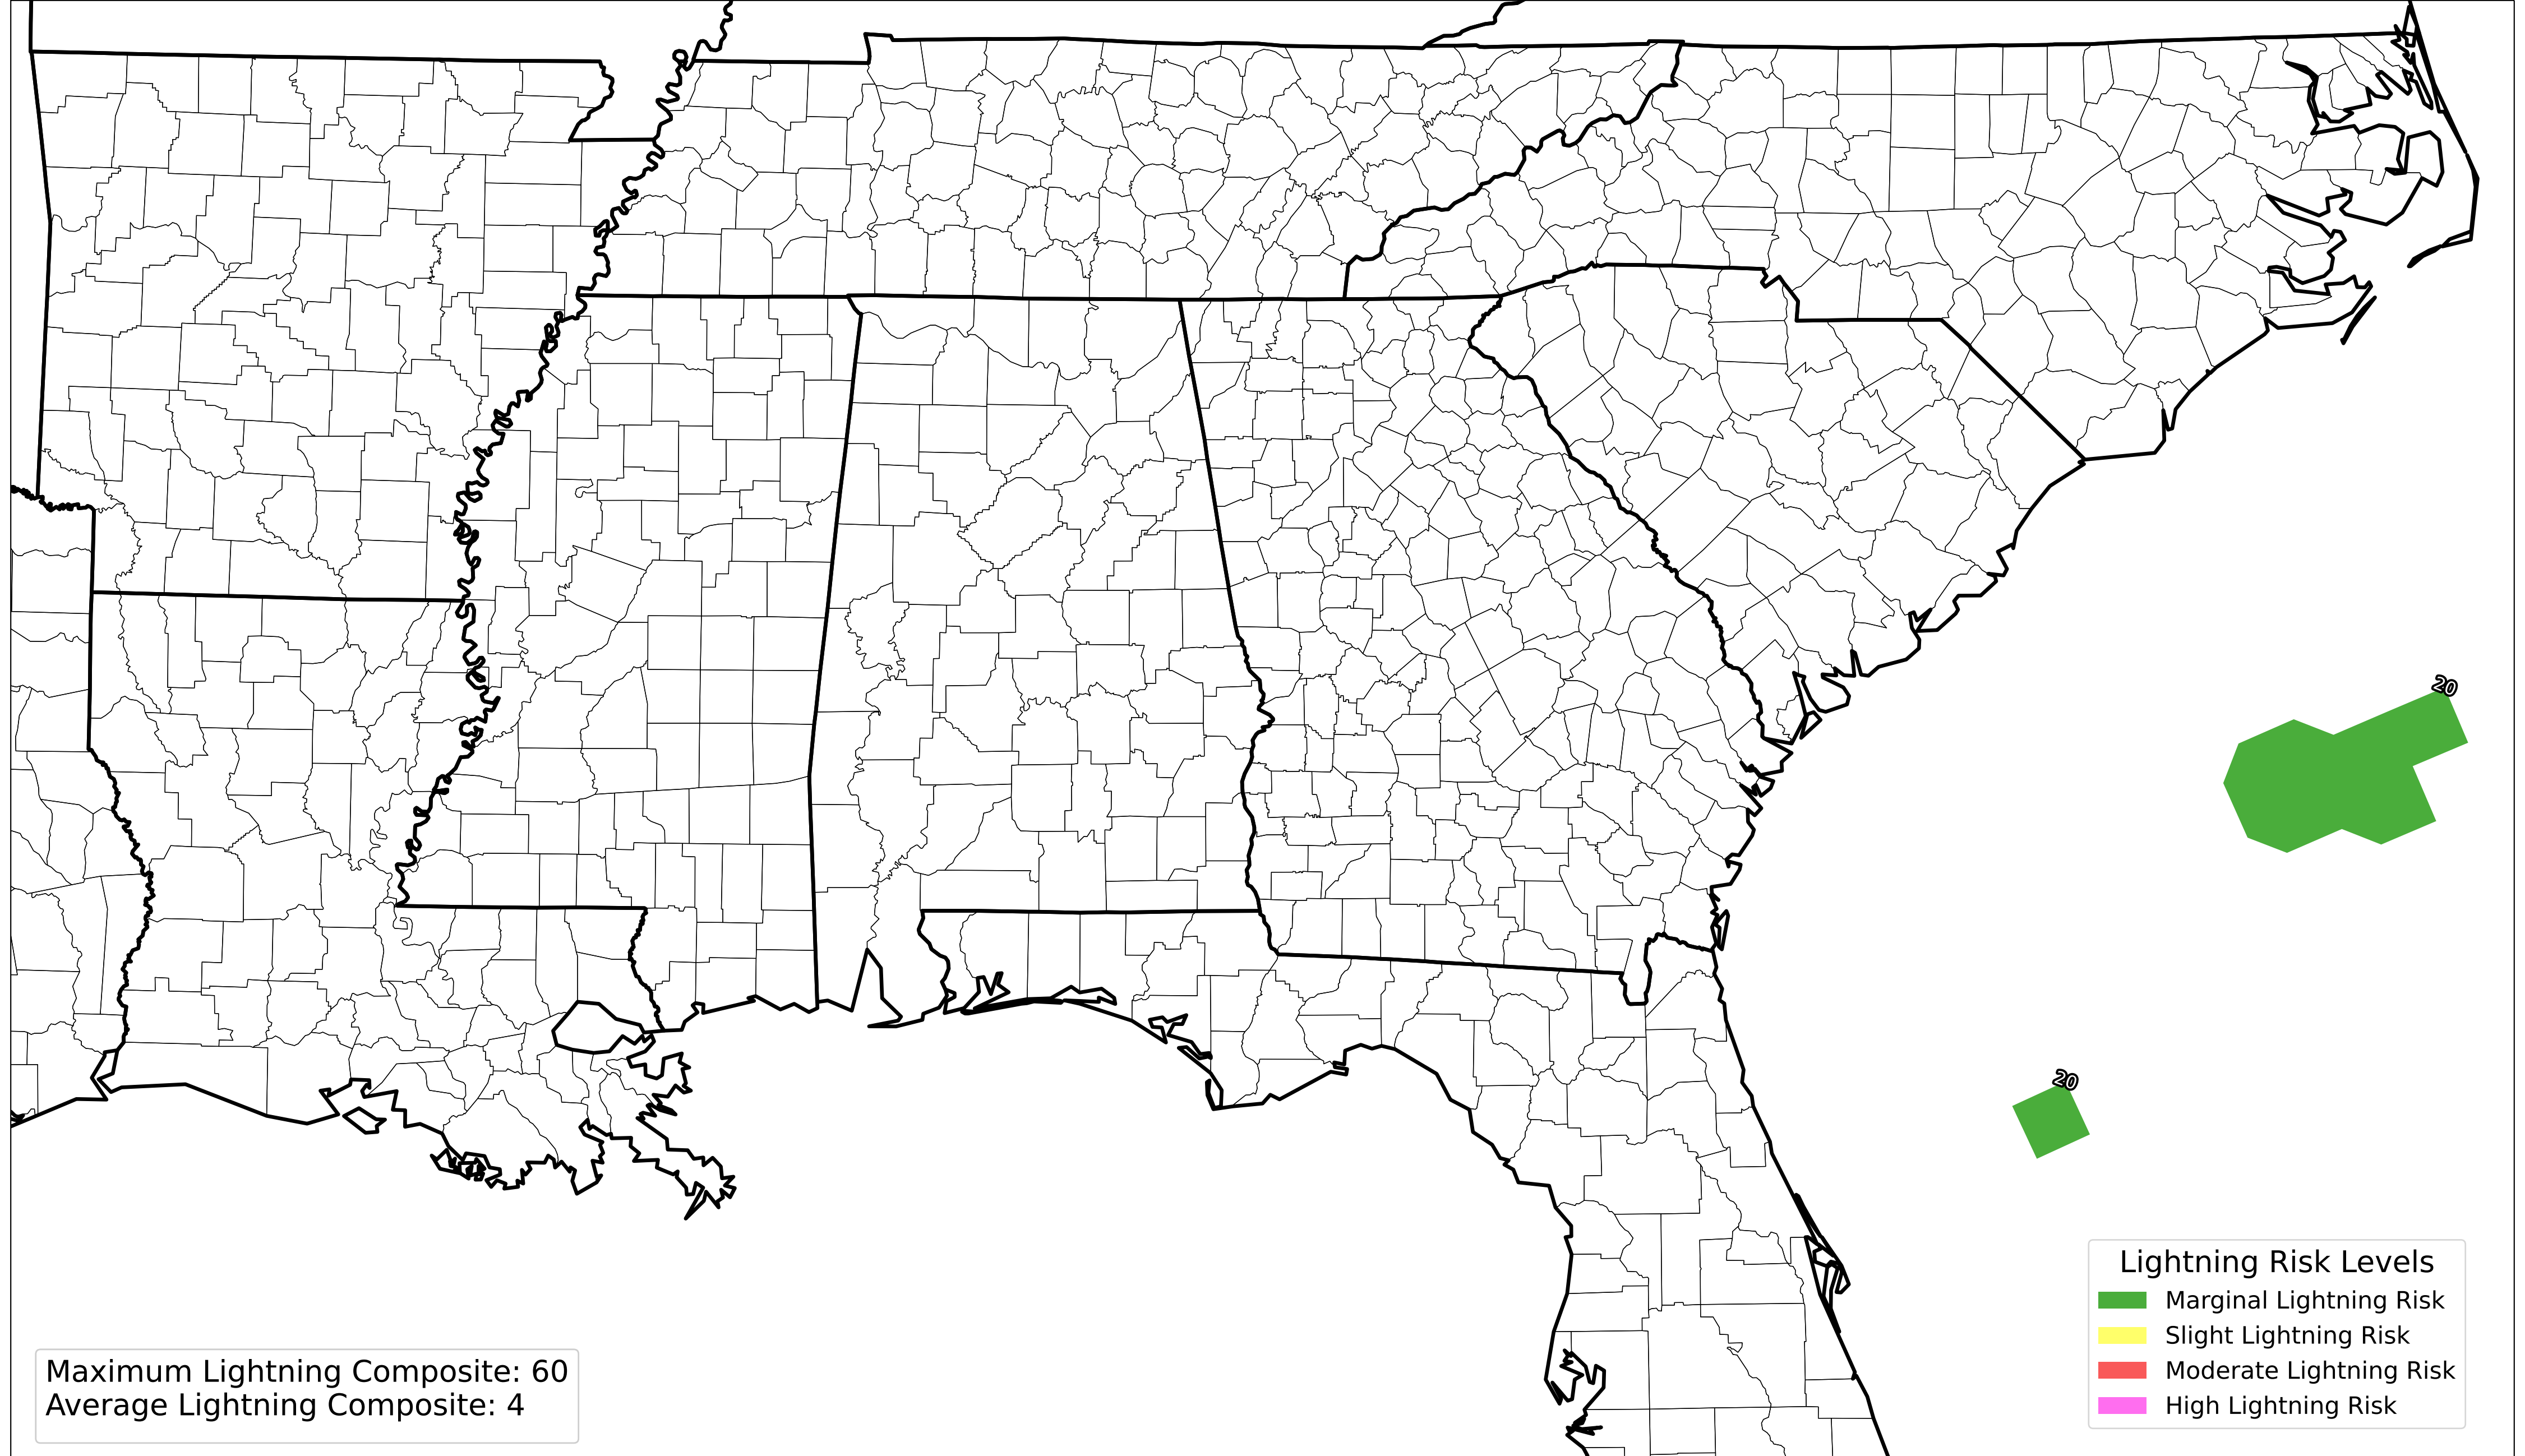 20
20
Lightning Risk Levels
Marginal Lightning Risk
Slight Lightning Risk
Moderate Lightning Risk
High Lightning Risk
Maximum Lightning Composite: 60
Average Lightning Composite: 4